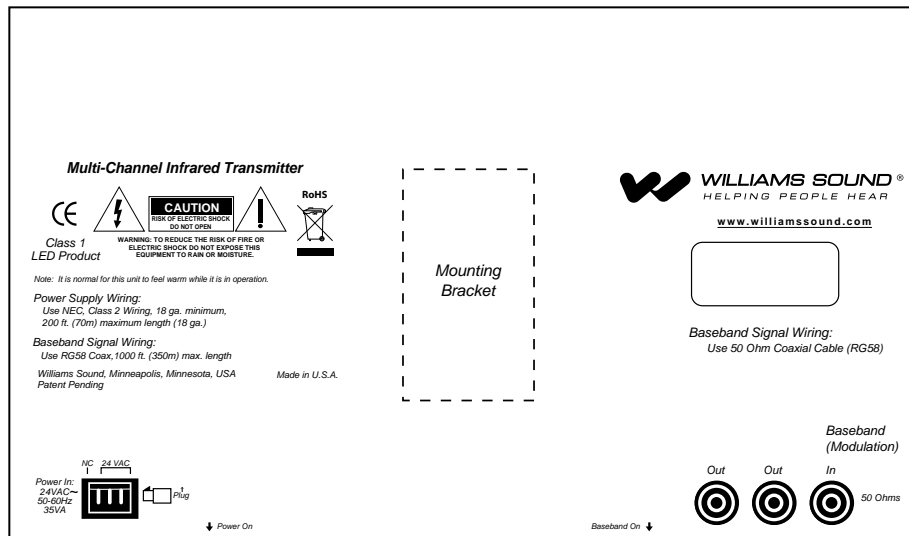 Multi-Channel Infrared Transmitter
CE
Class 1
LED Product
CAUTION
RISK OF ELECTRIC SHOCK
DO NOT OPEN
WARNING: TO REDUCE THE RISK OF FIRE OR
ELECTRIC SHOCK DO NOT EXPOSE THIS
EQUIPMENT TO RAIN OR MOISTURE.
RoHS
Note: It is normal for this unit to feel warm while it is in operation.
Power Supply Wiring:
Use NEC, Class 2 Wiring, 18 ga. minimum,
200 ft. (70m) maximum length (18 ga.)
Baseband Signal Wiring:
Use RG58 Coax,1000 ft. (350m) max. length
Williams Sound, Minneapolis, Minnesota, USA
Patent Pending
Made in U.S.A.
NC 24 VAC
Power In:
24VAC~
50-60Hz
35VA
1
Plug
Power On
Mounting
Bracket
WILLIAMS SOUND ®
HELPING PEOPLE HEAR
www.williamssound.com
Baseband Signal Wiring:
Use 50 Ohm Coaxial Cable (RG58)
Baseband
(Modulation)
Out Out In
50 Ohms
Baseband On